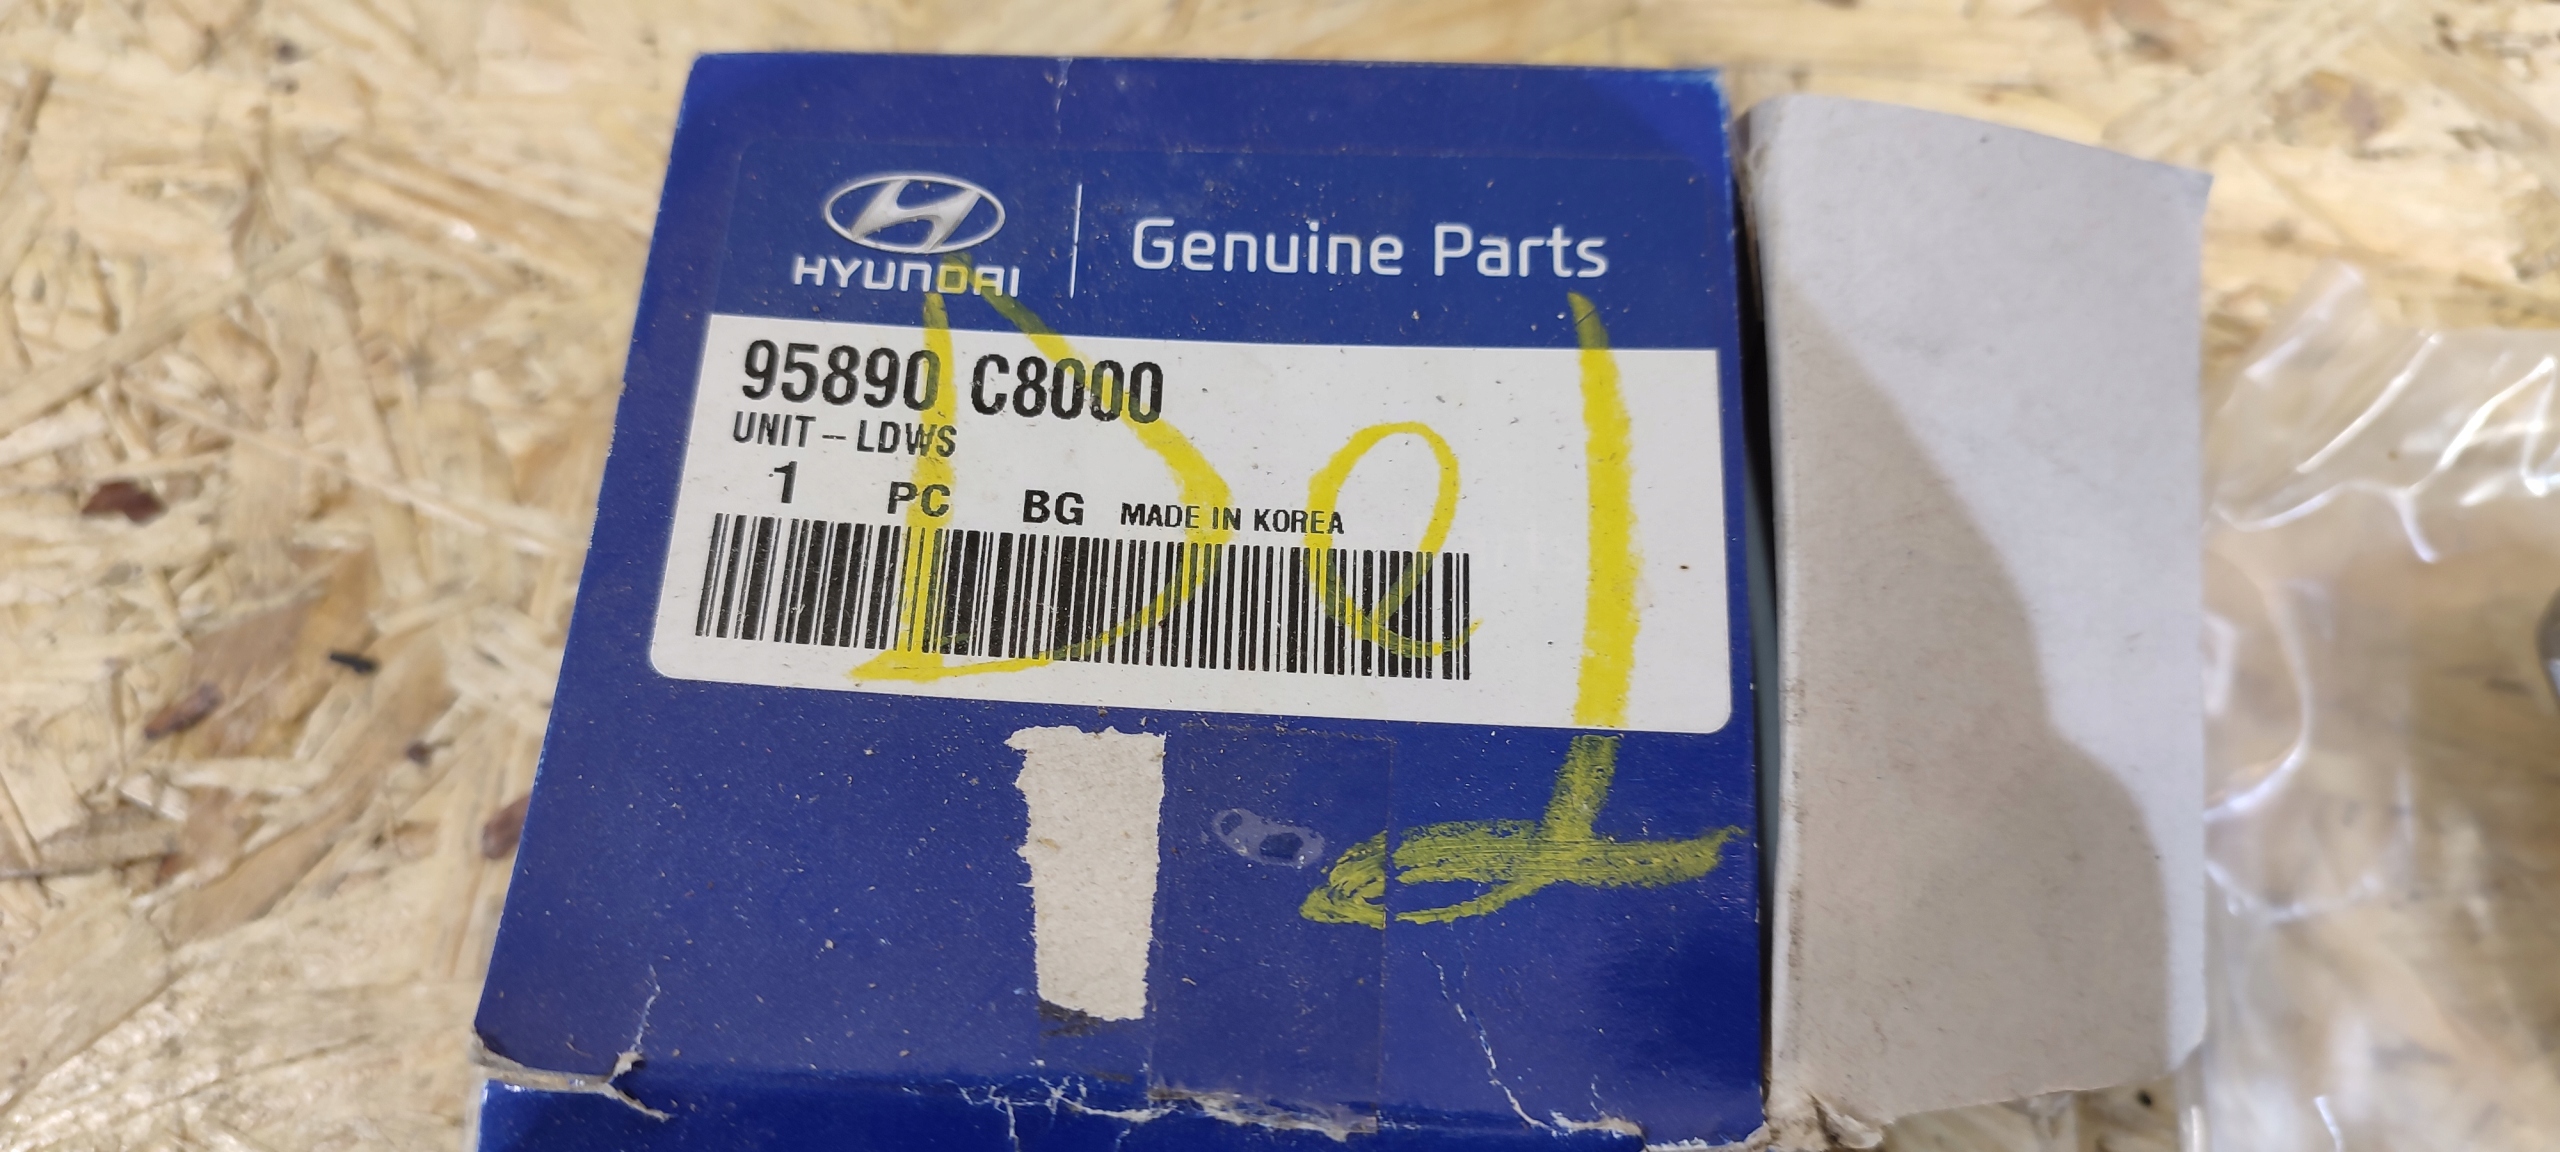 HYUNDAI
Genuine Parts
95890 C8000
UNIT-LDWS
1 PC BG MADE IN KOREA